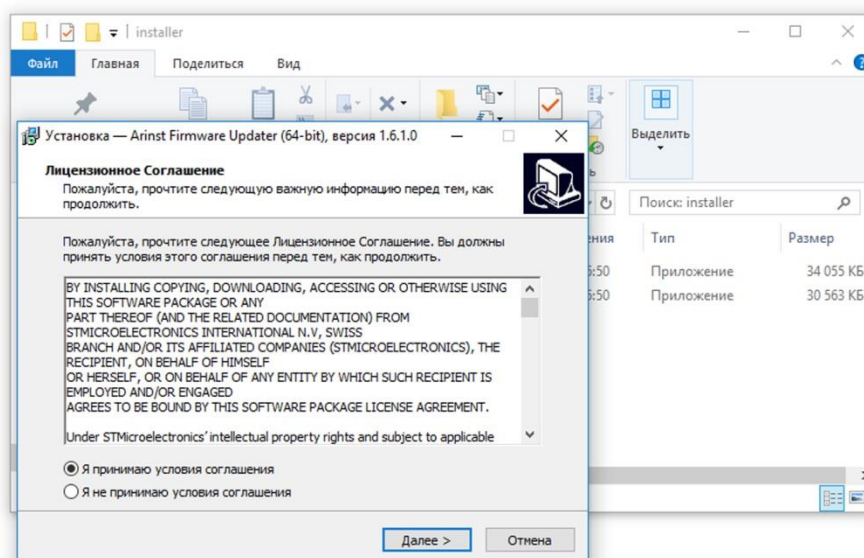 installer
Файл Главная Поделиться Вид
Выделить
Установка — Arinst Firmware Updater (64-bit), версия 1.6.1.0
Лицензионное Соглашение
Пожалуйста, прочтите следующую важную информацию перед тем, как
продолжить.
Поиск: installer
Тип Размер
5:50 Приложение 34 055 КБ
5:50 Приложение 30 563 КБ
Пожалуйста, прочтите следующее Лицензионное Соглашение. Вы должны
принять условия этого соглашения перед тем, как продолжить.
BY INSTALLING COPYING, DOWNLOADING, ACCESSING OR OTHERWISE USING
THIS SOFTWARE PACKAGE OR ANY
PART THEREOF (AND THE RELATED DOCUMENTATION) FROM
STMICROELECTRONICS INTERNATIONAL N.V, SWISS
BRANCH AND/OR ITS AFFILIATED COMPANIES (STMICROELECTRONICS), THE
RECIPIENT, ON BEHALF OF HIMSELF
OR HERSELF, OR ON BEHALF OF ANY ENTITY BY WHICH SUCH RECIPIENT IS
EMPLOYED AND/OR ENGAGED
AGREES TO BE BOUND BY THIS SOFTWARE PACKAGE LICENSE AGREEMENT.
Under STMicroelectronics’ intellectual property rights and subject to applicable
Я принимаю условия соглашения
Я не принимаю условия соглашения
Далее > Отмена